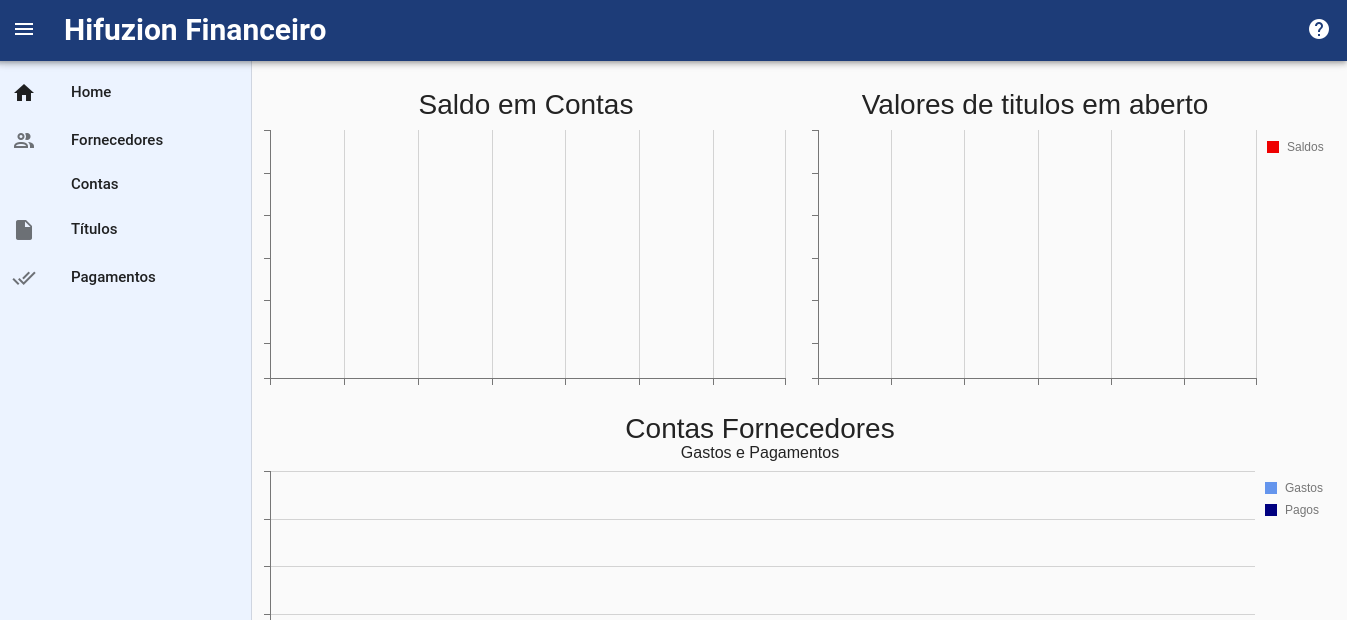 Hifuzion Financeiro
Home
Fornecedores
Contas
Títulos
Pagamentos
Saldo em Contas
Valores de titulos em aberto
Saldos
Contas Fornecedores
Gastos e Pagamentos
Gastos
Pagos